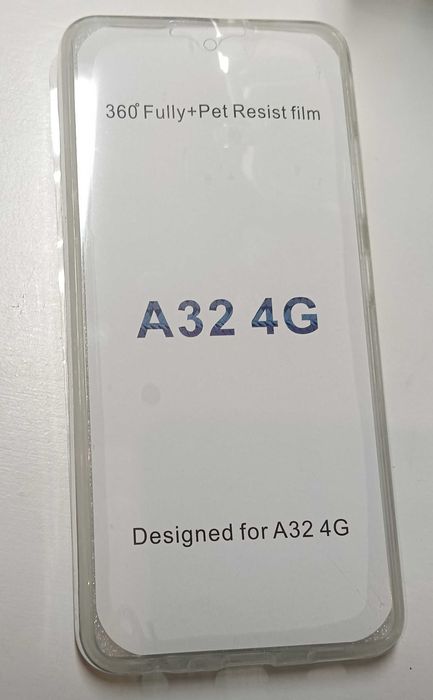 360° Fully+Pet Resist film
A32 4G
Designed for A32 4G